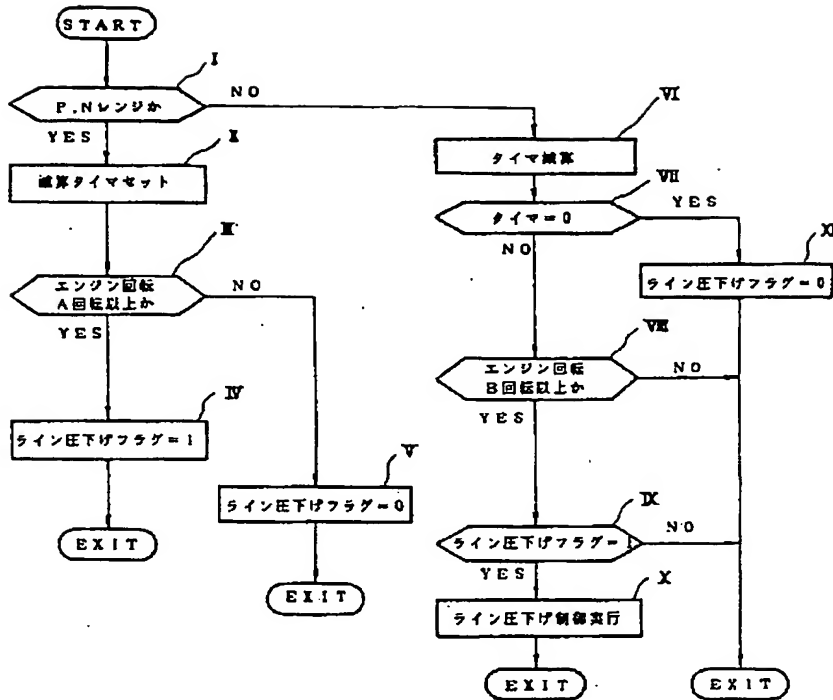 START
I
P,Nレンジか
NO
YES
II
減算タイマセット
III
エンジン回転
A回転以上か
NO
YES
IV
ライン圧下げフラグ=1
EXIT
V
ライン圧下げフラグ=0
EXIT
VI
タイマ減算
VII
タイマ=0
YES
NO
XI
ライン圧下げフラグ=0
VIII
エンジン回転
B回転以上か
NO
YES
IX
ライン圧下げフラグ=1
NO
YES
X
ライン圧下げ制御実行
EXIT
EXIT